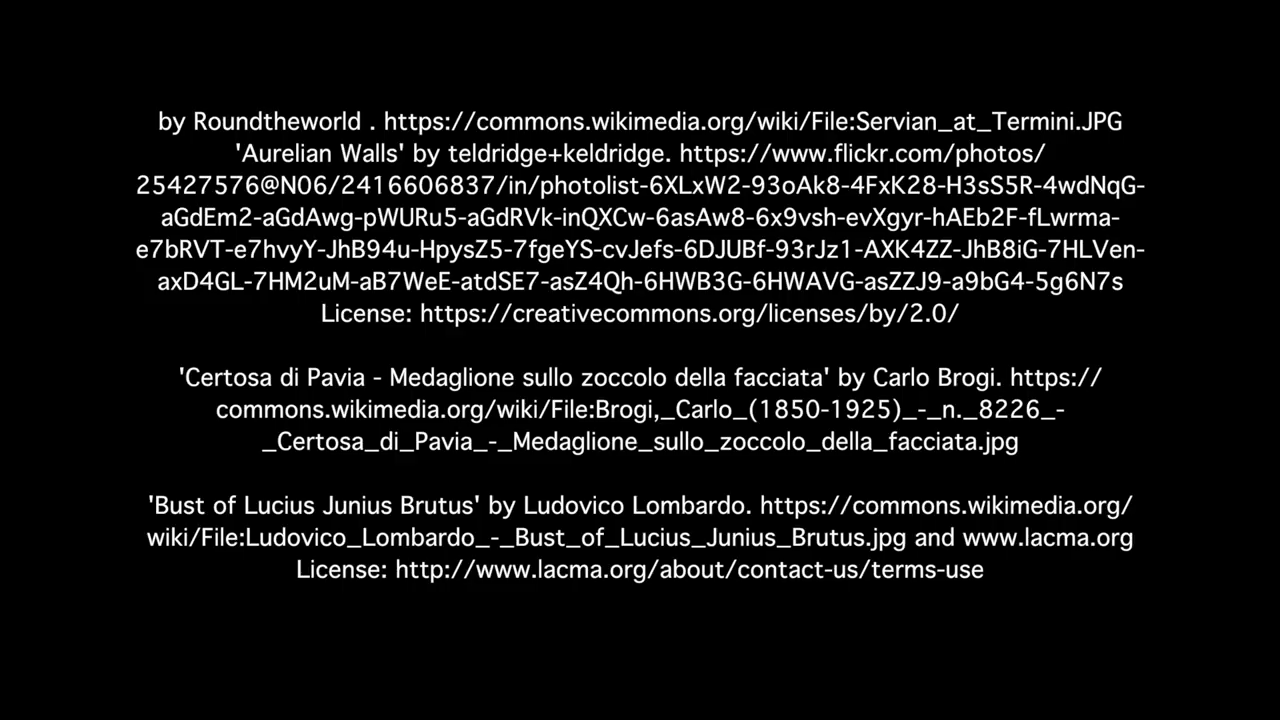 by Roundtheworld . https://commons.wikimedia.org/wiki/File:Servian_at_Termini.JPG
'Aurelian Walls' by teldridge+keldridge. https://www.flickr.com/photos/
25427576@N06/2416606837/in/photolist-6XLxW2-93oAk8-4FxK28-H3sS5R-4wdNqG-
aGdEm2-aGdAwg-pWURu5-aGdRVk-inQXCw-6asAw8-6x9vsh-evXgyr-hAEb2F-fLwrma-
e7bRVT-e7hvyY-JhB94u-HpysZ5-7fgeYS-cvJefs-6DJUBf-93rJz1-AXK4ZZ-JhB8iG-7HLVen-
axD4GL-7HM2uM-aB7WeE-atdSE7-asZ4Qh-6HWB3G-6HWAVG-asZZJ9-a9bG4-5g6N7s
License: https://creativecommons.org/licenses/by/2.0/
'Certosa di Pavia - Medaglione sullo zoccolo della facciata' by Carlo Brogi. https://
commons.wikimedia.org/wiki/File:Brogi,_Carlo_(1850-1925)_-_n._8226_-
_Certosa_di_Pavia_-_Medaglione_sullo_zoccolo_della_facciata.jpg
'Bust of Lucius Junius Brutus' by Ludovico Lombardo. https://commons.wikimedia.org/
wiki/File:Ludovico_Lombardo_-_Bust_of_Lucius_Junius_Brutus.jpg and www.lacma.org
License: http://www.lacma.org/about/contact-us/terms-use